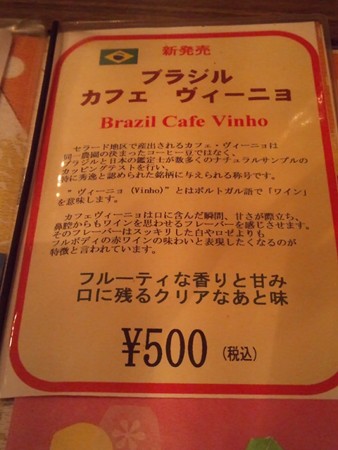 新発売
ブラジル
カフェ ヴィーニョ
Brazil Cafe Vinho
セラード地区で産出されるカフェ・ヴィーニョは
同一農園の決まったコーヒー豆ではなく、
ブラジルと日本の鑑定士が数多くのナチュラルサンプルの
カッピングテストを行い、
特に秀逸と認められた銘柄に与えられる称号です。
"ヴィーニョ(Vinho)"とはポルトガル語で「ワイン」
を意味します。
カフェヴィーニョは口に含んだ瞬間、甘さが際立ち、
鼻腔からもワインを思わせるフレーバーを感じさせます。
そのフレーバーはスッキリした白やロゼよりも
フルボディの赤ワインの味わいと表現したくなるのが
特徴と言われています。
フルーティな香りと甘み
口に残るクリアなあと味
¥500(税込)